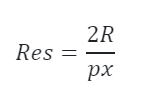 Res = 2R / px